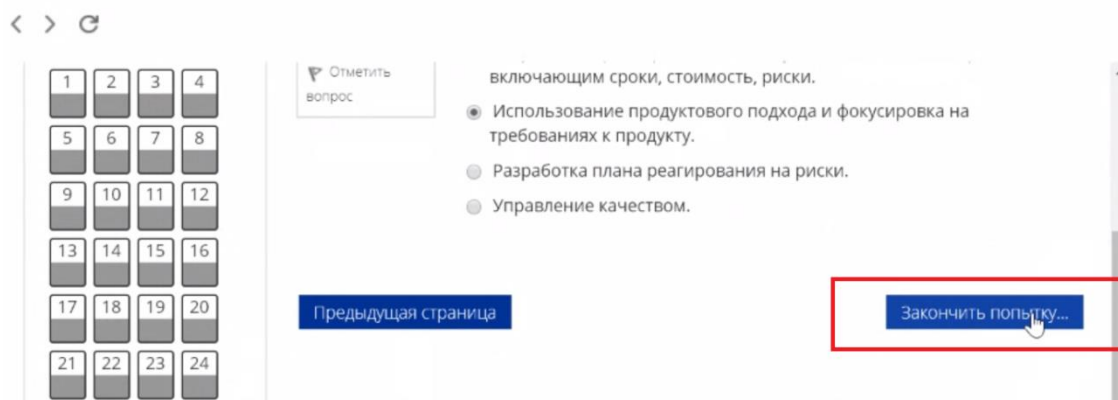 1 2 3 4
5 6 7 8
9 10 11 12
13 14 15 16
17 18 19 20
21 22 23 24
Отметить
вопрос
включающим сроки, стоимость, риски.
Использование продуктового подхода и фокусировка на
требованиях к продукту.
Разработка плана реагирования на риски.
Управление качеством.
Предыдущая страница
Закончить попытку...